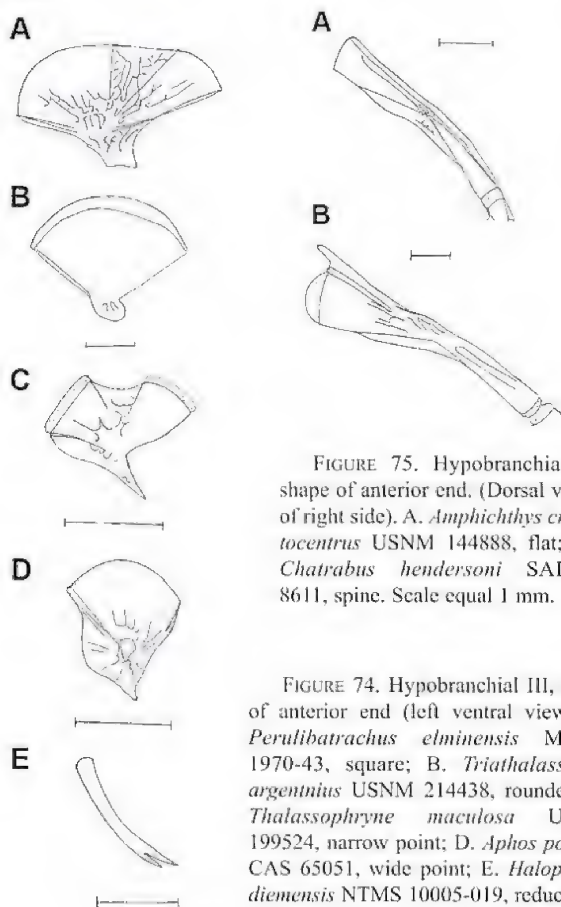 A
B
C
D
E
A
B
FIGURE 75. Hypobranchia
shape of anterior end. (Dorsal v
of right side). A. Amphichthys cr
tocentrus USNM 144888, flat;
Chatrabus hendersoni SAI
8611, spine. Scale equal 1 mm.
FIGURE 74. Hypobranchial III,
of anterior end (left ventral view
Perulibatrachus elminensis M
1970-43, square; B. Triathalass
argentnius USNM 214438, rounde
Thalassophryne maculosa U
199524, narrow point; D. Aphos po
CAS 65051, wide point; E. Halop
diemensis NTMS 10005-019, reduc